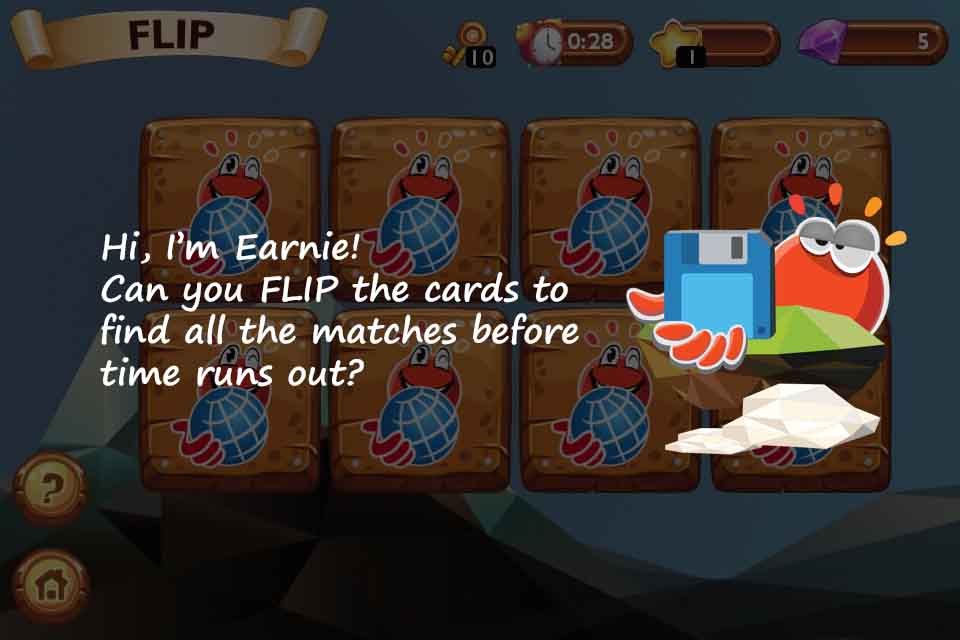 FLIP
10
0:28
1
5
Hi, I'm Earnie!
Can you FLIP the cards to
find all the matches before
time runs out?
?